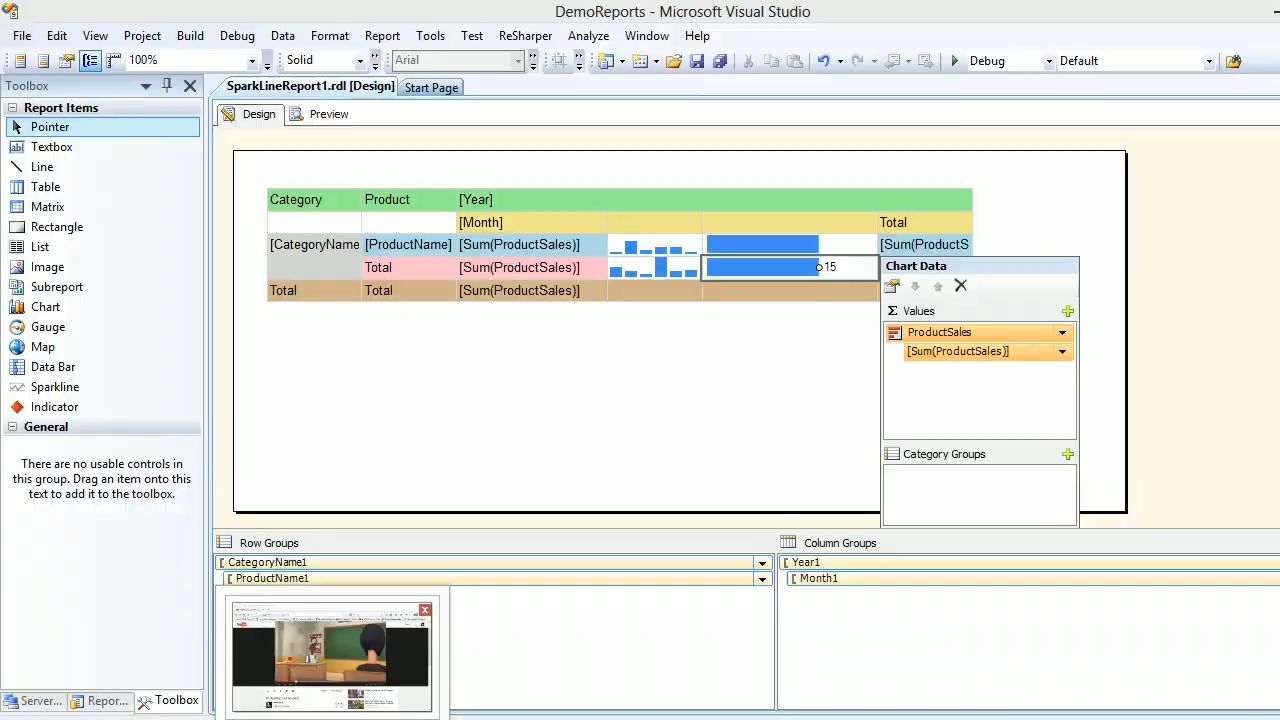 DemoReports - Microsoft Visual Studio
File Edit View Project Build Debug Data Format Report Tools Test ReSharper Analyze Window Help
100% Solid Arial Debug Default
Toolbox
SparkLineReport1.rdl [Design] Start Page
Report Items
Design Preview
Pointer
Textbox
Line
Table
Matrix
Rectangle
List
Image
Subreport
Chart
Gauge
Map
Data Bar
Sparkline
Indicator
General
There are no usable controls in
this group. Drag an item onto this
text to add it to the toolbox.
Category Product [Year]
[Month] Total
[CategoryName [ProductName] [Sum(ProductSales)] [Sum(ProductS
Total [Sum(ProductSales)] 15
Total Total [Sum(ProductSales)]
Chart Data
Σ Values
ProductSales
[Sum(ProductSales)]
Category Groups
Row Groups
CategoryName1
ProductName1
Column Groups
Year1
Month1
Server... Repor... Toolbox